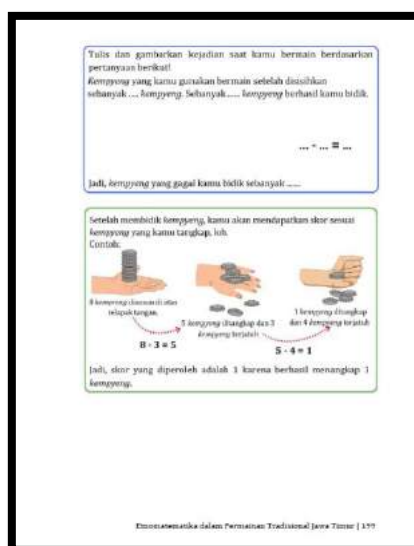 Tulis dan gambarkan kejadian saat kamu bermain berdasarkan
pertanyaan berikut!
Kempyeng yang kamu gunakan bermain setelah disisihkan
sebanyak .... kempyeng. Sebanyak ..... kempyeng berhasil kamu bidik.
... - ... = ...
Jadi, kempyeng yang gagal kamu bidik sebanyak ......
Setelah membidik kempyeng, kamu akan mendapatkan skor sesuai
kempyeng yang kamu tangkap, loh.
Contoh:
8 kempyeng disusun di atas
telapak tangan.
5 kempyeng ditangkap dan 3
kempyeng terjatuh
1 kempyeng ditangkap
dan 4 kempyeng terjatuh
8 - 3 = 5
5 - 4 = 1
Jadi, skor yang diperoleh adalah 1 karena berhasil menangkap 1
kempyeng.
Etnomatematika dalam Permainan Tradisional Jawa Timur |